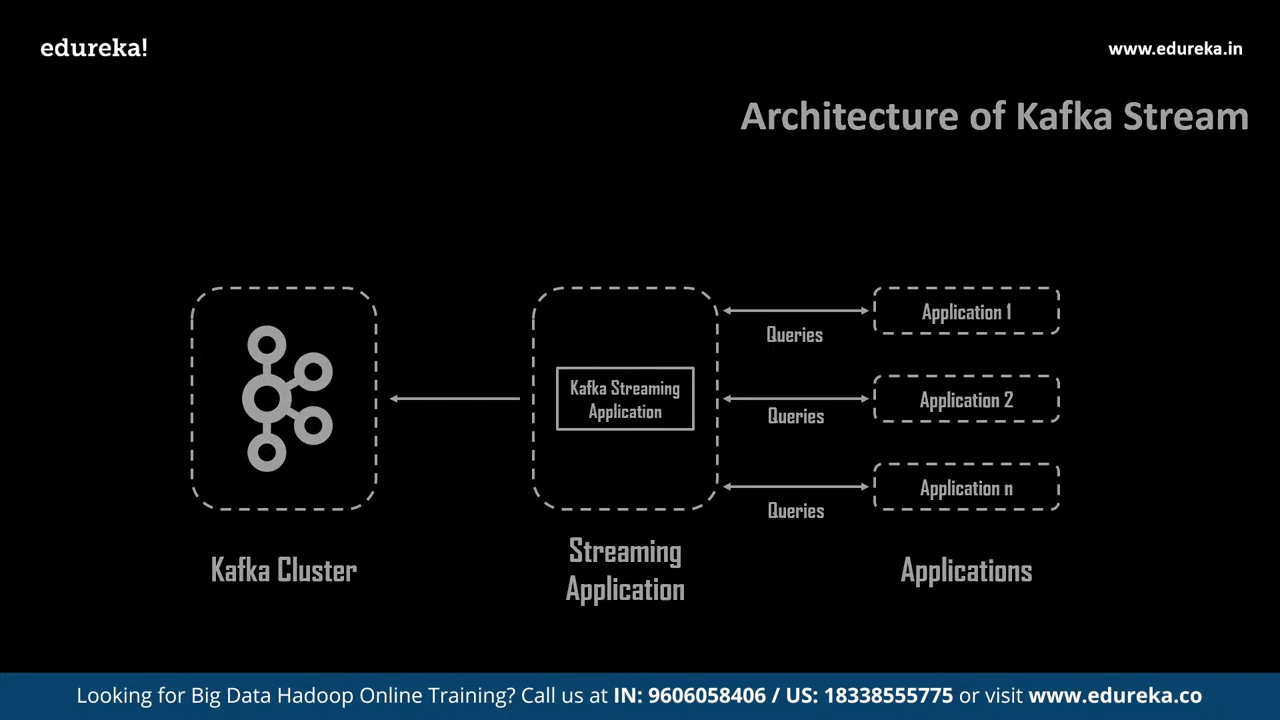 edureka!
www.edureka.in
Architecture of Kafka Stream
Kafka Streaming
Application
Queries
Queries
Queries
Application 1
Application 2
Application n
Kafka Cluster
Streaming
Application
Applications
Looking for Big Data Hadoop Online Training? Call us at IN: 9606058406 / US: 18338555775 or visit www.edureka.co